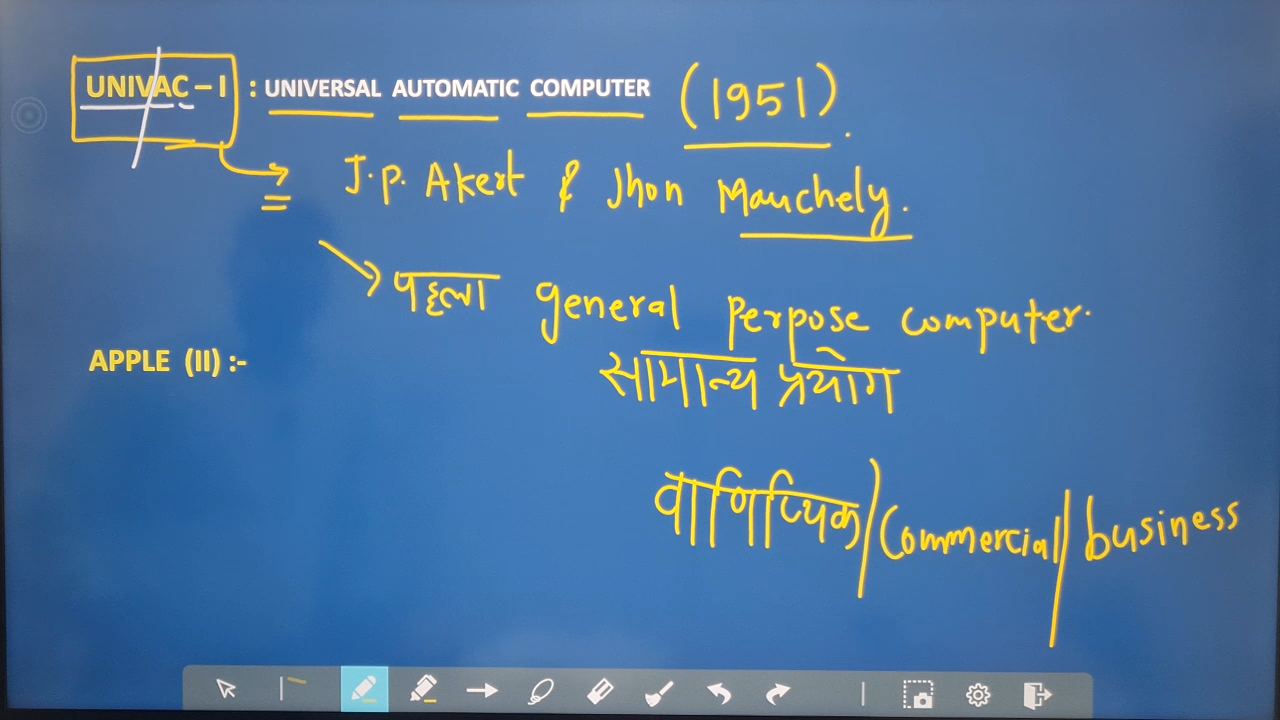 UNIVAC – I : UNIVERSAL AUTOMATIC COMPUTER (1951).
J.P. Akert & Jhon Mauchely.
पहला general perpose computer.
सामान्य प्रयोग
APPLE (II) :-
वाणिज्यिक/Commercial/business